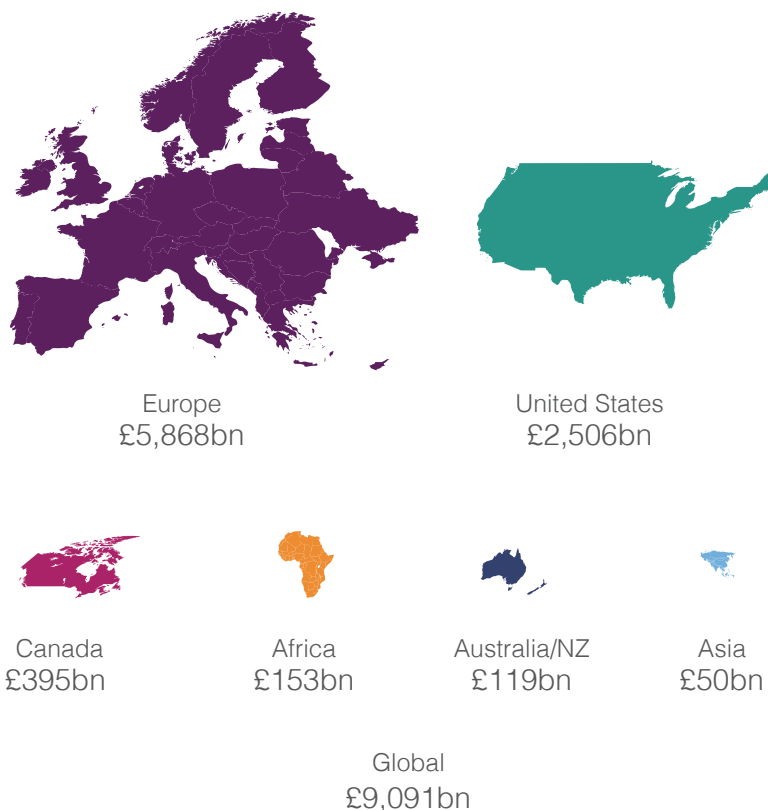 Europe
£5,868bn
United States
£2,506bn
Canada
£395bn
Africa
£153bn
Australia/NZ
£119bn
Asia
£50bn
Global
£9,091bn